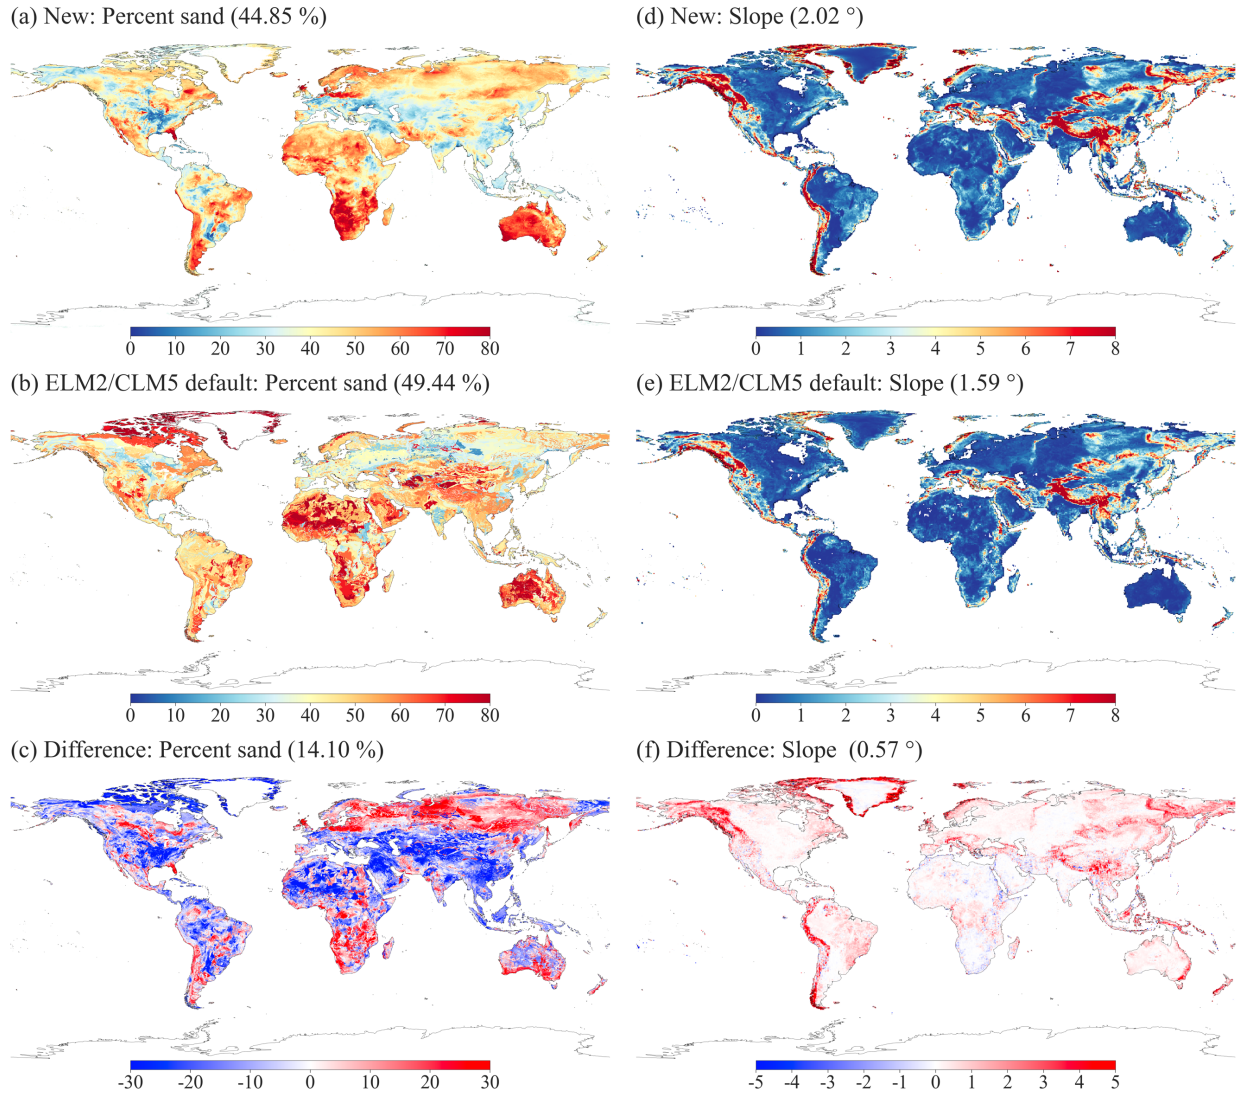 (a) New: Percent sand (44.85 %)
0 10 20 30 40 50 60 70 80
(b) ELM2/CLM5 default: Percent sand (49.44 %)
0 10 20 30 40 50 60 70 80
(c) Difference: Percent sand (14.10 %)
-30 -20 -10 0 10 20 30
(d) New: Slope (2.02 °)
0 1 2 3 4 5 6 7 8
(e) ELM2/CLM5 default: Slope (1.59 °)
0 1 2 3 4 5 6 7 8
(f) Difference: Slope (0.57 °)
-5 -4 -3 -2 -1 0 1 2 3 4 5